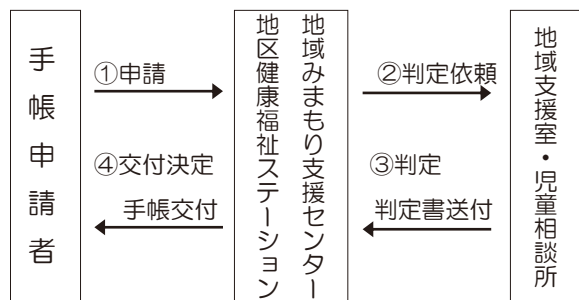 手帳申請者
①申請
④交付決定
手帳交付
地域みまもり支援センター
地区健康福祉ステーション
②判定依頼
③判定
判定書送付
地域支援室・児童相談所